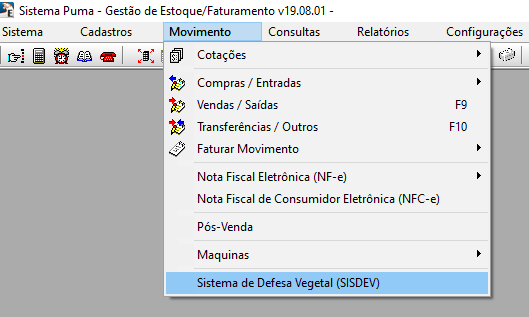 Sistema Puma - Gestão de Estoque/Faturamento v19.08.01 -
Sistema Cadastros Movimento Consultas Relatórios Configurações
Cotações
Compras / Entradas
Vendas / Saídas F9
Transferências / Outros F10
Faturar Movimento
Nota Fiscal Eletrônica (NF-e)
Nota Fiscal de Consumidor Eletrônica (NFC-e)
Pós-Venda
Maquinas
Sistema de Defesa Vegetal (SISDEV)